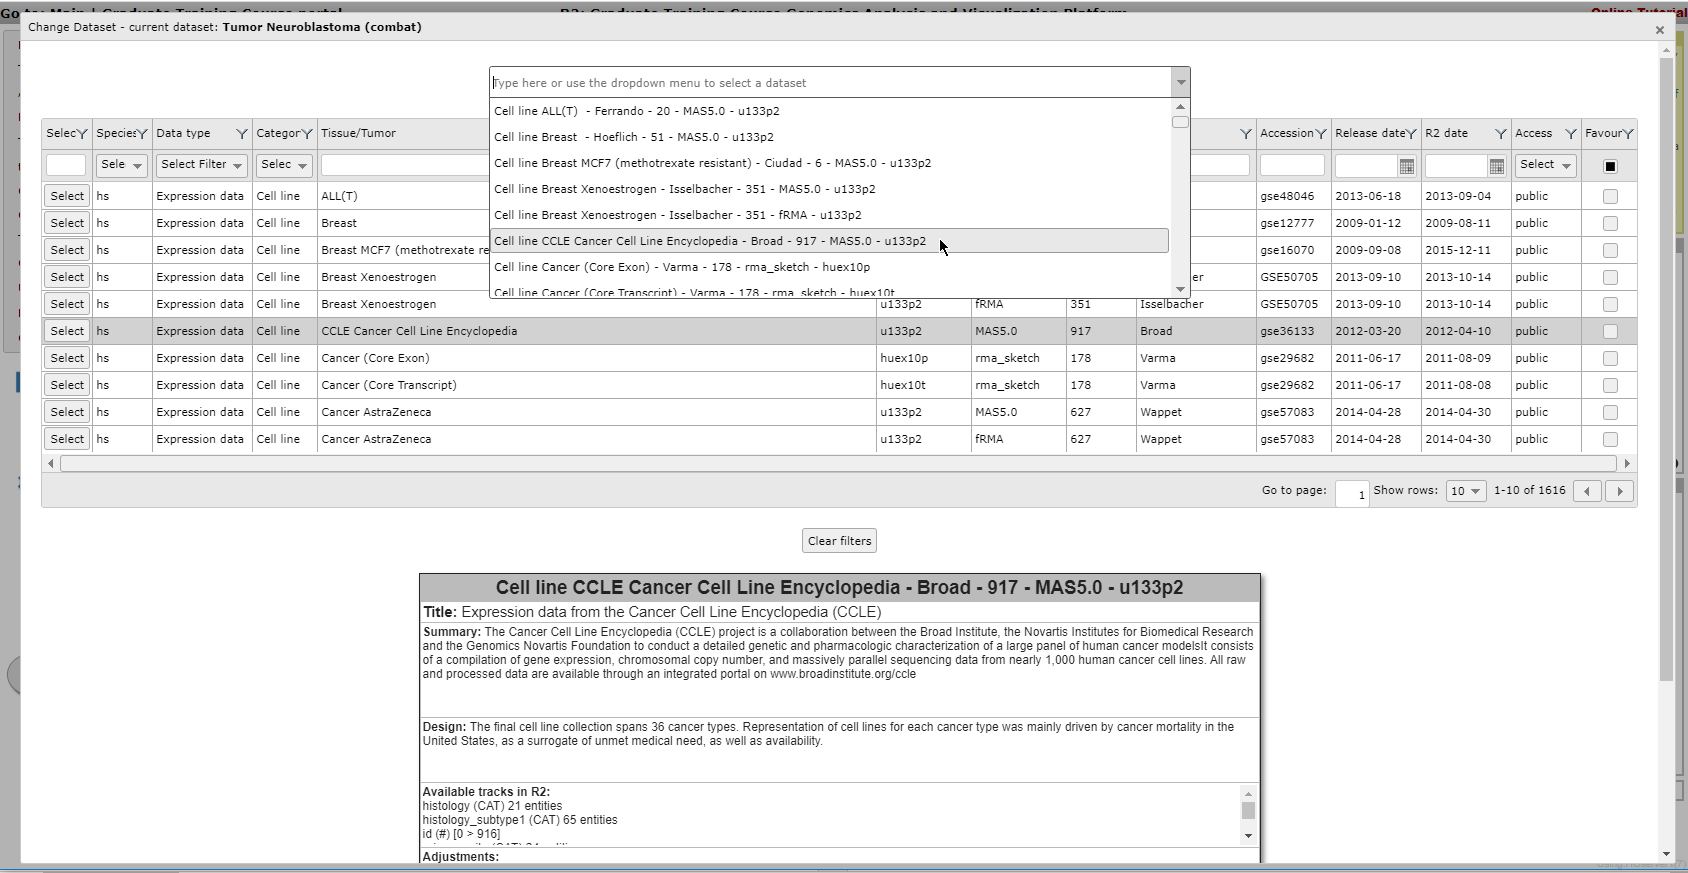 Change Dataset - current dataset: Tumor Neuroblastoma (combat)
Type here or use the dropdown menu to select a dataset
Cell line ALL(T) - Ferrando - 20 - MAS5.0 - u133p2
Cell line Breast - Hoeflich - 51 - MAS5.0 - u133p2
Cell line Breast MCF7 (methotrexate resistant) - Ciudad - 6 - MAS5.0 - u133p2
Cell line Breast Xenoestrogen - Isselbacher - 351 - MAS5.0 - u133p2
Cell line Breast Xenoestrogen - Isselbacher - 351 - fRMA - u133p2
Cell line CCLE Cancer Cell Line Encyclopedia - Broad - 917 - MAS5.0 - u133p2
Cell line Cancer (Core Exon) - Varma - 178 - rma_sketch - huex10p
Cell line Cancer (Core Transcript) - Varma - 178 - rma_sketch - huex10t
Selec Species Data type Categor Tissue/Tumor Accession Release date R2 date Access Favour
Sele Select Filter Selec Select
Select hs Expression data Cell line ALL(T) gse48046 2013-06-18 2013-09-04 public
Select hs Expression data Cell line Breast gse12777 2009-01-12 2009-08-11 public
Select hs Expression data Cell line Breast MCF7 (methotrexate re gse16070 2009-09-08 2015-12-11 public
Select hs Expression data Cell line Breast Xenoestrogen er GSE50705 2013-09-10 2013-10-14 public
Select hs Expression data Cell line Breast Xenoestrogen u133p2 fRMA 351 Isselbacher GSE50705 2013-09-10 2013-10-14 public
Select hs Expression data Cell line CCLE Cancer Cell Line Encyclopedia u133p2 MAS5.0 917 Broad gse36133 2012-03-20 2012-04-10 public
Select hs Expression data Cell line Cancer (Core Exon) huex10p rma_sketch 178 Varma gse29682 2011-06-17 2011-08-09 public
Select hs Expression data Cell line Cancer (Core Transcript) huex10t rma_sketch 178 Varma gse29682 2011-06-17 2011-08-08 public
Select hs Expression data Cell line Cancer AstraZeneca u133p2 MAS5.0 627 Wappet gse57083 2014-04-28 2014-04-30 public
Select hs Expression data Cell line Cancer AstraZeneca u133p2 fRMA 627 Wappet gse57083 2014-04-28 2014-04-30 public
Go to page: 1 Show rows: 10 1-10 of 1616
Clear filters
Cell line CCLE Cancer Cell Line Encyclopedia - Broad - 917 - MAS5.0 - u133p2
Title: Expression data from the Cancer Cell Line Encyclopedia (CCLE)
Summary: The Cancer Cell Line Encyclopedia (CCLE) project is a collaboration between the Broad Institute, the Novartis Institutes for Biomedical Research
and the Genomics Novartis Foundation to conduct a detailed genetic and pharmacologic characterization of a large panel of human cancer modelsIt consists
of a compilation of gene expression, chromosomal copy number, and massively parallel sequencing data from nearly 1,000 human cancer cell lines. All raw
and processed data are available through an integrated portal on www.broadinstitute.org/ccle
Design: The final cell line collection spans 36 cancer types. Representation of cell lines for each cancer type was mainly driven by cancer mortality in the
United States, as a surrogate of unmet medical need, as well as availability.
Available tracks in R2:
histology (CAT) 21 entities
histology_subtype1 (CAT) 65 entities
id (#) [0 > 916]
Adjustments: